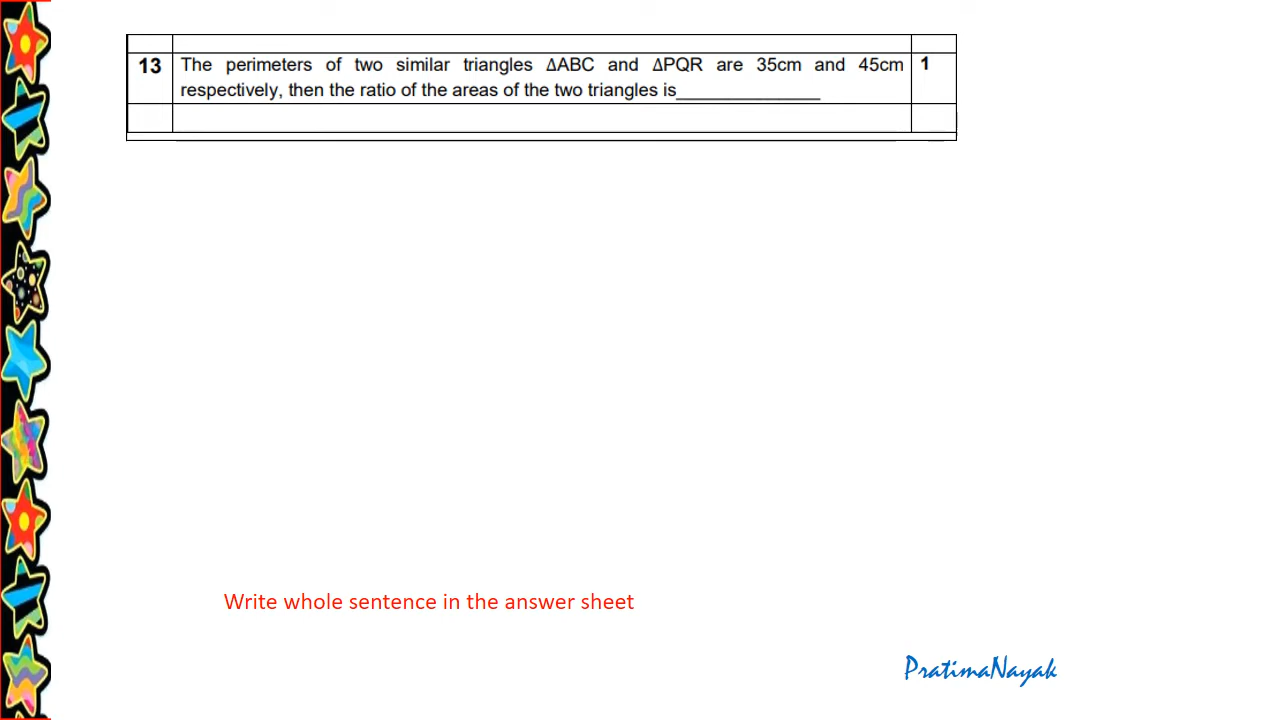 13 The perimeters of two similar triangles ΔABC and ΔPQR are 35cm and 45cm 1
respectively, then the ratio of the areas of the two triangles is_______________
Write whole sentence in the answer sheet
PratimaNayak